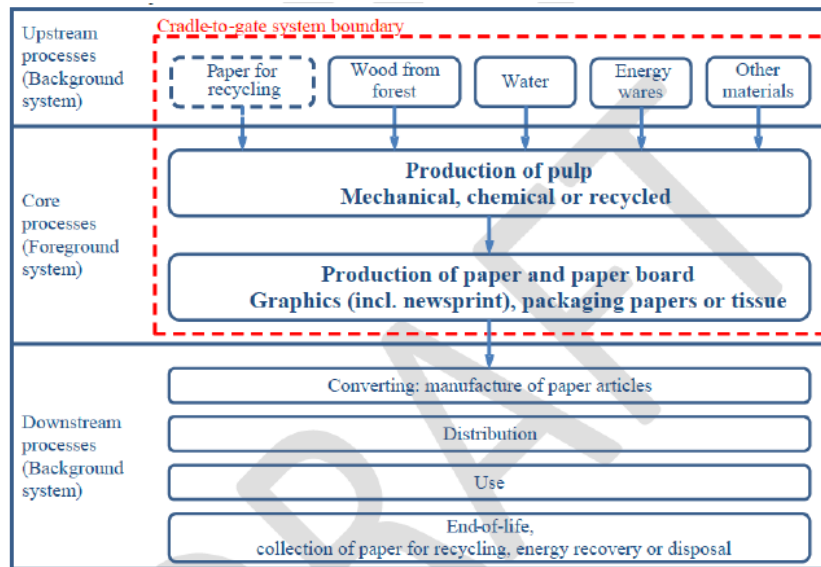 Cradle-to-gate system boundary
Upstream
processes
(Background
system)
Paper for
recycling
Wood from
forest
Water
Energy
wares
Other
materials
Core
processes
(Foreground
system)
Production of pulp
Mechanical, chemical or recycled
Production of paper and paper board
Graphics (incl. newsprint), packaging papers or tissue
Downstream
processes
(Background
system)
Converting: manufacture of paper articles
Distribution
Use
End-of-life,
collection of paper for recycling, energy recovery or disposal
DRAFT